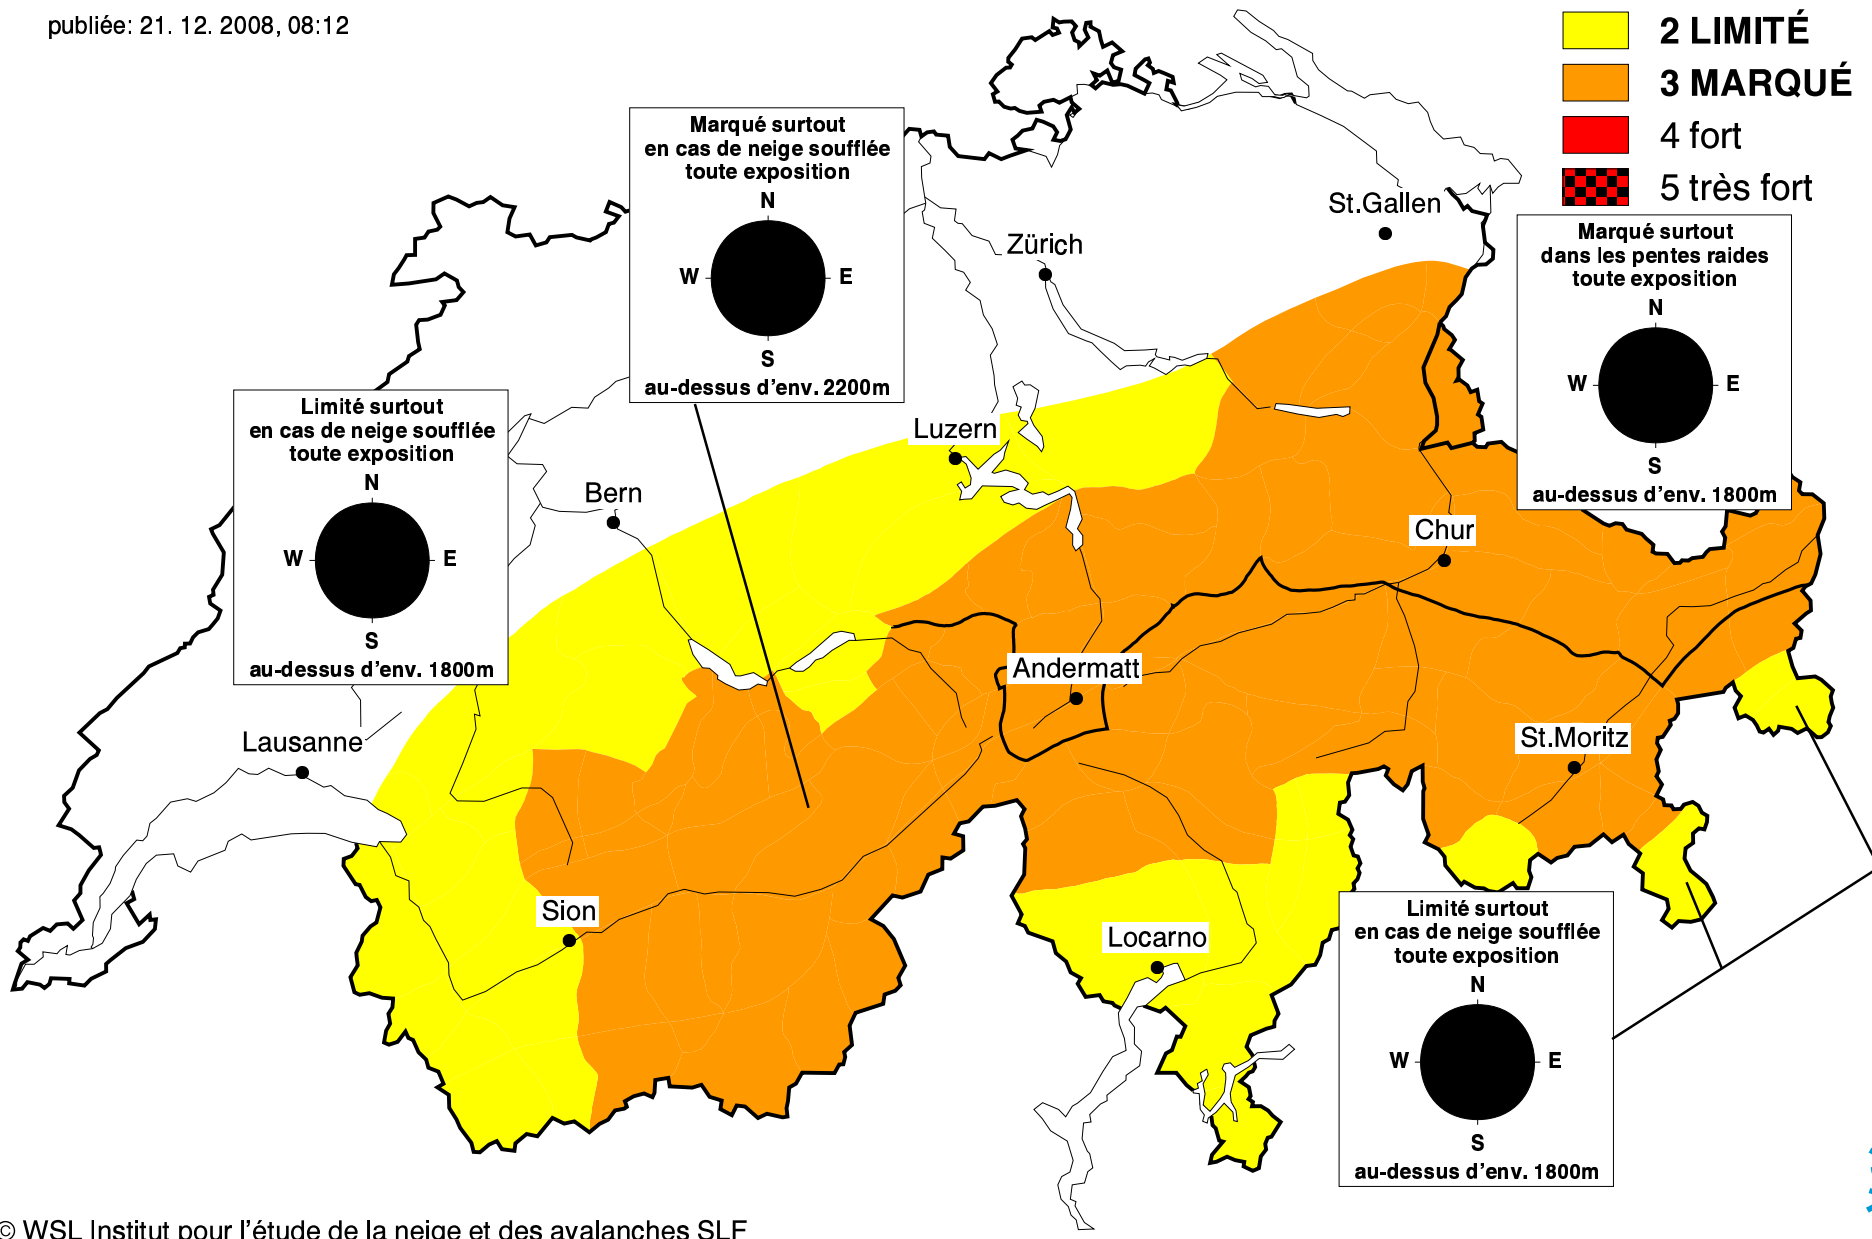 publiée: 21. 12. 2008, 08:12
2 LIMITÉ
3 MARQUÉ
4 fort
5 très fort
Marqué surtout
en cas de neige soufflée
toute exposition
N
W E
S
au-dessus d'env. 2200m
Marqué surtout
dans les pentes raides
toute exposition
N
W E
S
au-dessus d'env. 1800m
Limité surtout
en cas de neige soufflée
toute exposition
N
W E
S
au-dessus d'env. 1800m
St.Gallen
Zürich
Luzern
Bern
Chur
Andermatt
St.Moritz
Lausanne
Sion
Locarno
Limité surtout
en cas de neige soufflée
toute exposition
N
W E
S
au-dessus d'env. 1800m
© WSL Institut pour l'étude de la neige et des avalanches SLF